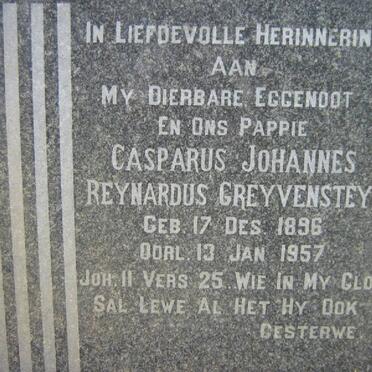 IN LIEFDEVOLLE HERINNERIN
AAN
MY DIERBARE EGGENOOT
EN ONS PAPPIE
CASPARUS JOHANNES
REYNARDUS GREYVENSTEY
GEB. 17 DES 1896
OORL. 13 JAN 1957
JOH. 11 VERS 25. WIE IN MY GLO
SAL LEWE AL HET HY OOK
GESTERWE.